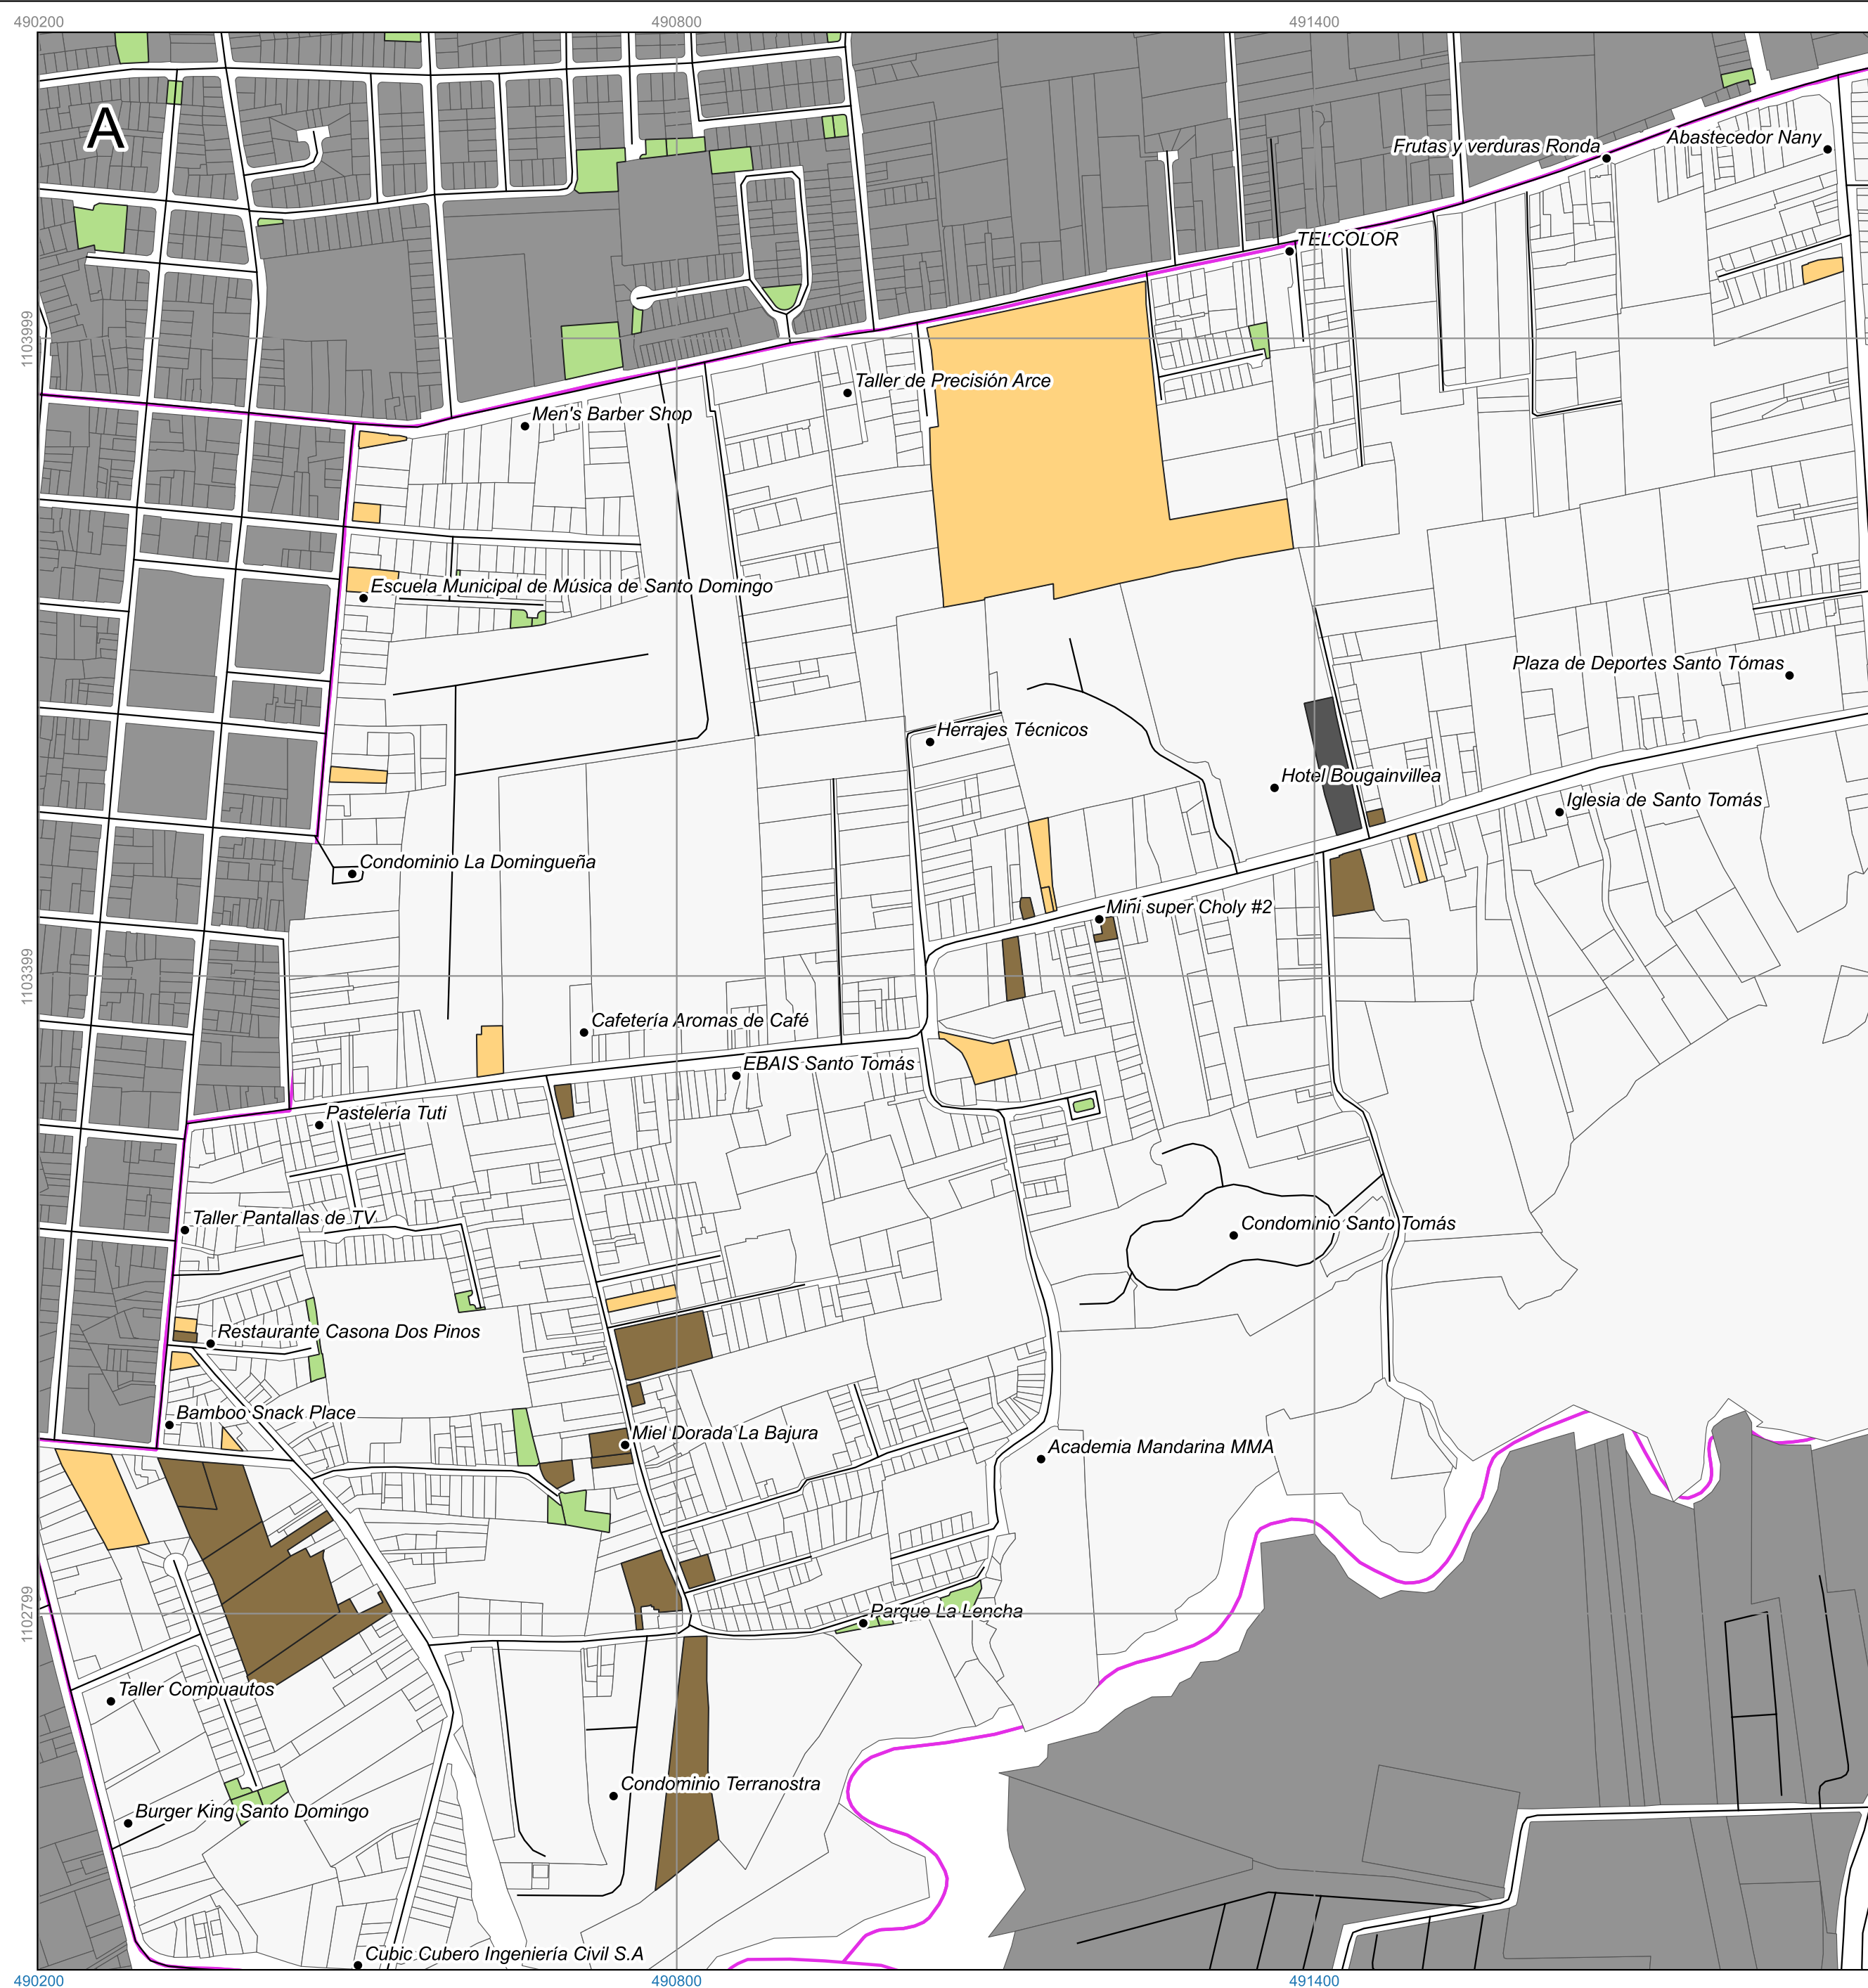 490200 490800 491400
A
Frutas y verduras Ronda
Abastecedor Nany
TELCOLOR
1103999
Taller de Precisión Arce
Men's Barber Shop
Escuela Municipal de Música de Santo Domingo
Plaza de Deportes Santo Tómas
Herrajes Técnicos
Hotel Bougainvillea
Iglesia de Santo Tomás
Condominio La Domingueña
Mini super Choly #2
1103399
Cafetería Aromas de Café
EBAIS Santo Tomás
Pastelería Tuti
Taller Pantallas de TV
Condominio Santo Tomás
Restaurante Casona Dos Pinos
Bamboo Snack Place
Miel Dorada La Bajura
Academia Mandarina MMA
1102799
Parque La Lencha
Taller Compuautos
Condominio Terranostra
Burger King Santo Domingo
Cubic Cubero Ingeniería Civil S.A
490200 490800 491400